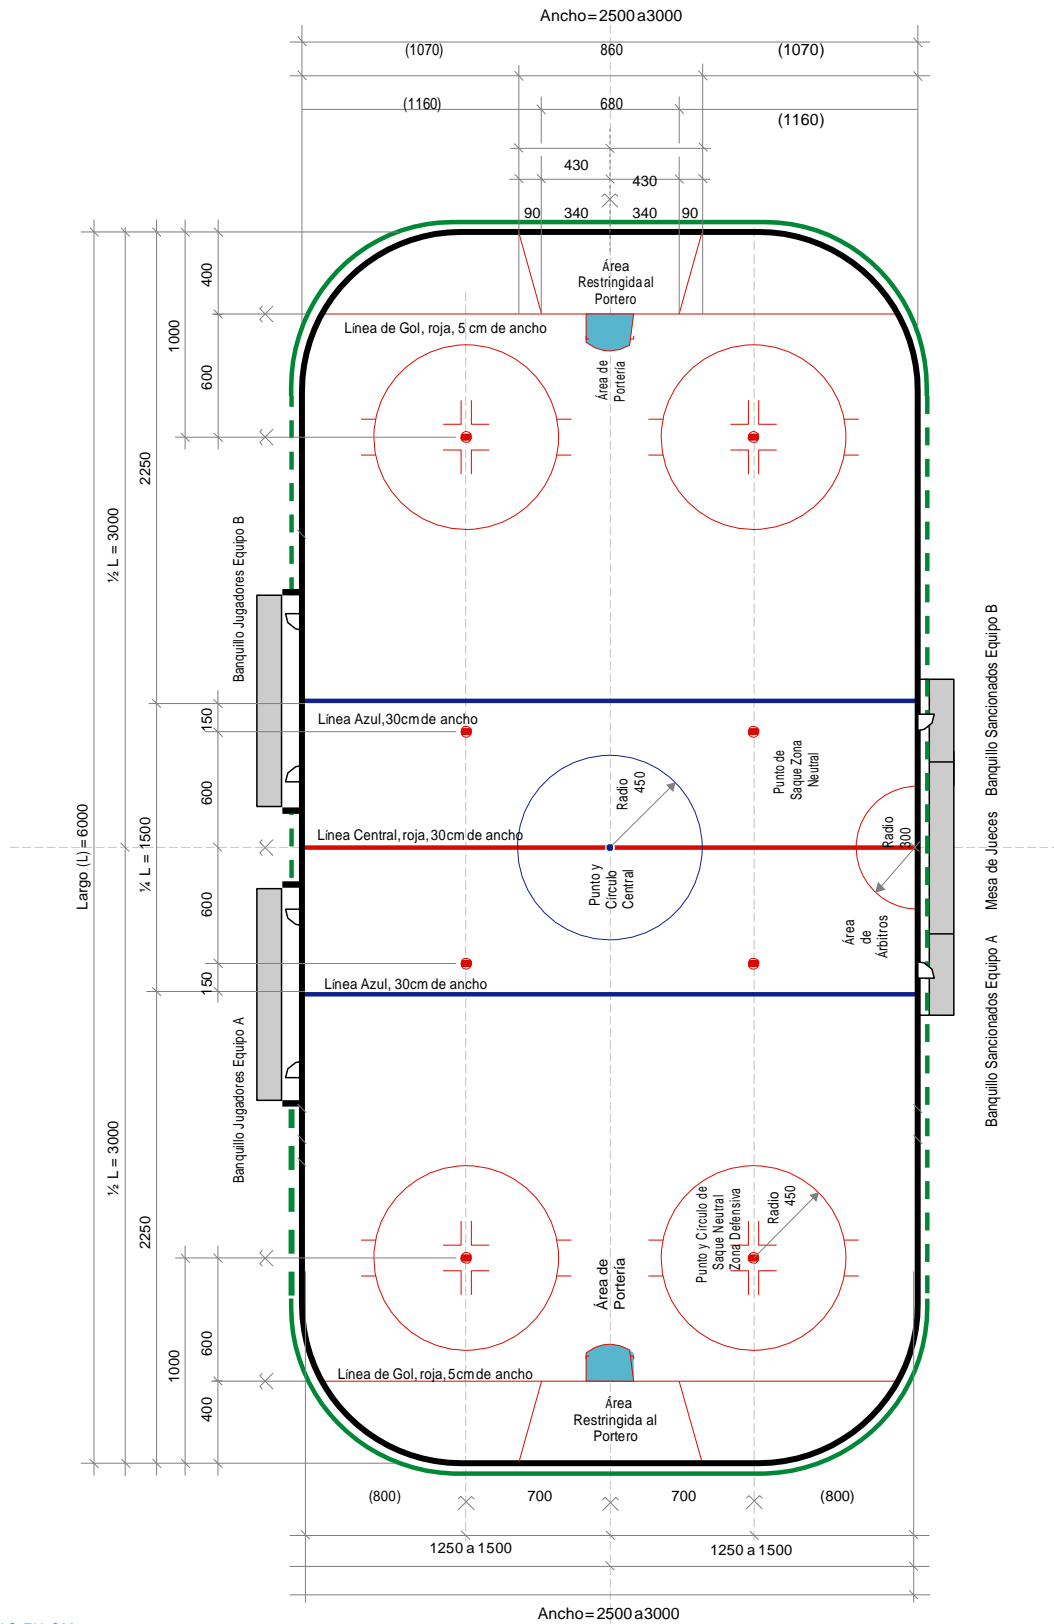 Ancho=2500a3000
(1070)
860
(1070)
(1160)
680
(1160)
430
430
90
340
340
90
400
1000
600
2250
½ L = 3000
Área
Restringida al
Portero
Línea de Gol, roja, 5 cm de ancho
Área de
Portería
Banquillo Jugadores Equipo B
150
Línea Azul, 30cm de ancho
Punto de
Saque Zona
Neutral
Banquillo Sancionados Equipo B
600
Radio
450
Largo (L) = 6000
¼ L = 1500
Línea Central, roja, 30cm de ancho
Radio
300
Mesa de Jueces
Punto y
Círculo
Central
600
Área
de
Árbitros
150
Línea Azul, 30cm de ancho
Banquillo Sancionados Equipo A
Banquillo Jugadores Equipo A
½ L = 3000
2250
Punto y Círculo de
Saque Neutral
Zona Defensiva
Radio
450
Área de
Portería
600
1000
400
Línea de Gol, roja, 5cm de ancho
Área
Restringida al
Portero
(800)
700
700
(800)
1250 a 1500
1250 a 1500
Ancho=2500a3000